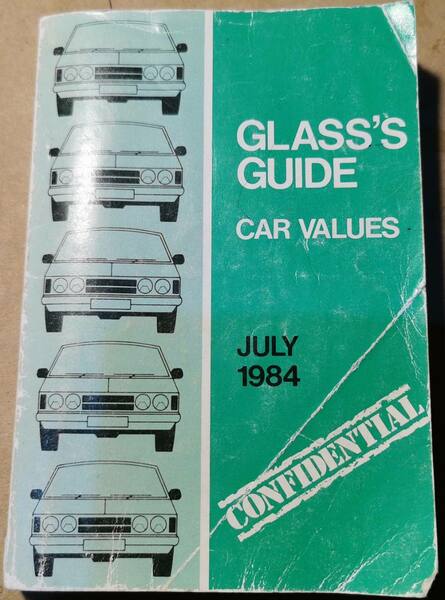 GLASS'S
GUIDE
CAR VALUES
JULY
1984
CONFIDENTIAL